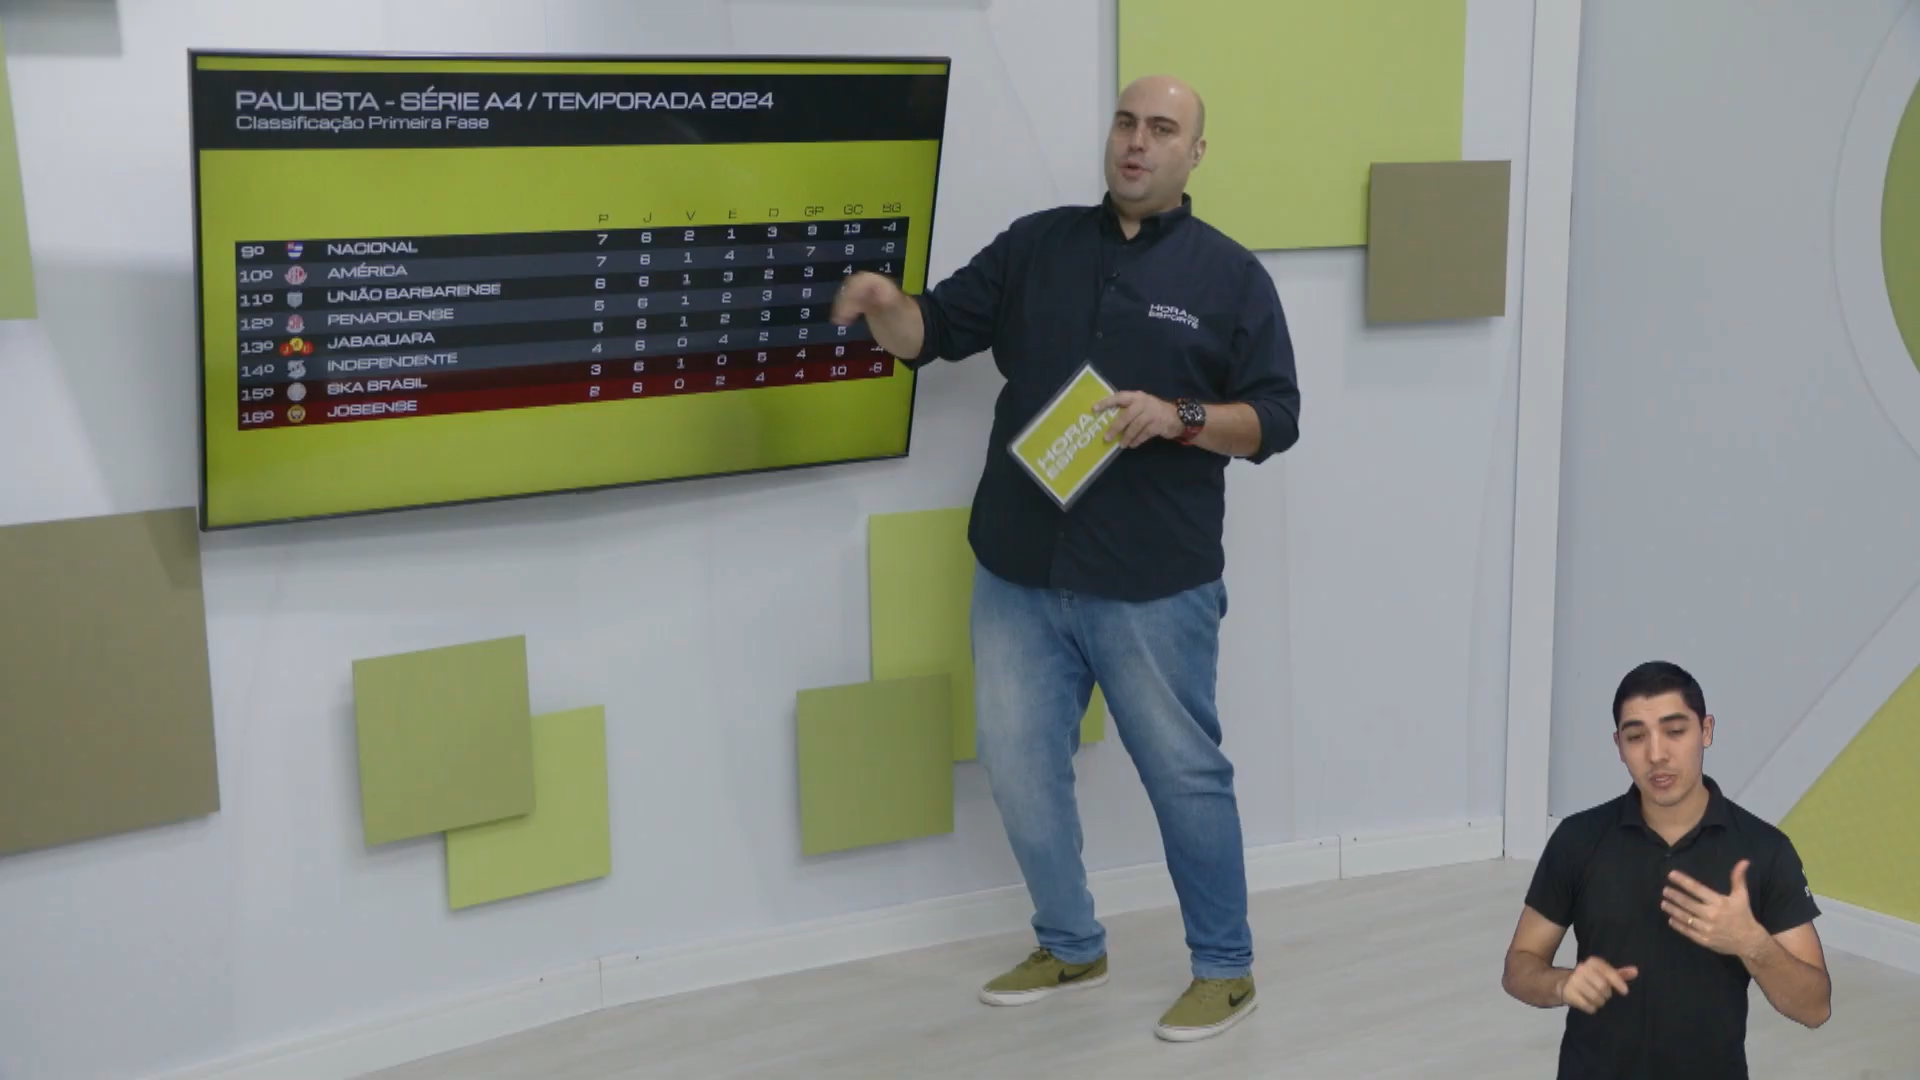 PAULISTA - SÉRIE A4 / TEMPORADA 2024
Classificação Primeira Fase
P J V E D GP GC SG
9º NACIONAL 7 6 2 1 3 9 13 -4
10º AMÉRICA 7 6 1 4 1 7 9 -2
11º UNIÃO BARBARENSE 6 6 1 3 2 3 4 -1
12º PENAPOLENSE 5 6 1 2 3
13º JABAQUARA 5 6 1 2 3 3
14º INDEPENDENTE 4 6 0 4 2 2 5
15º SKA BRASIL 3 6 1 0 5 4 -4
16º JOSEENSE 2 6 0 2 4 4 10 -6
HORA DO
ESPORTE
HORA
ESPORTE